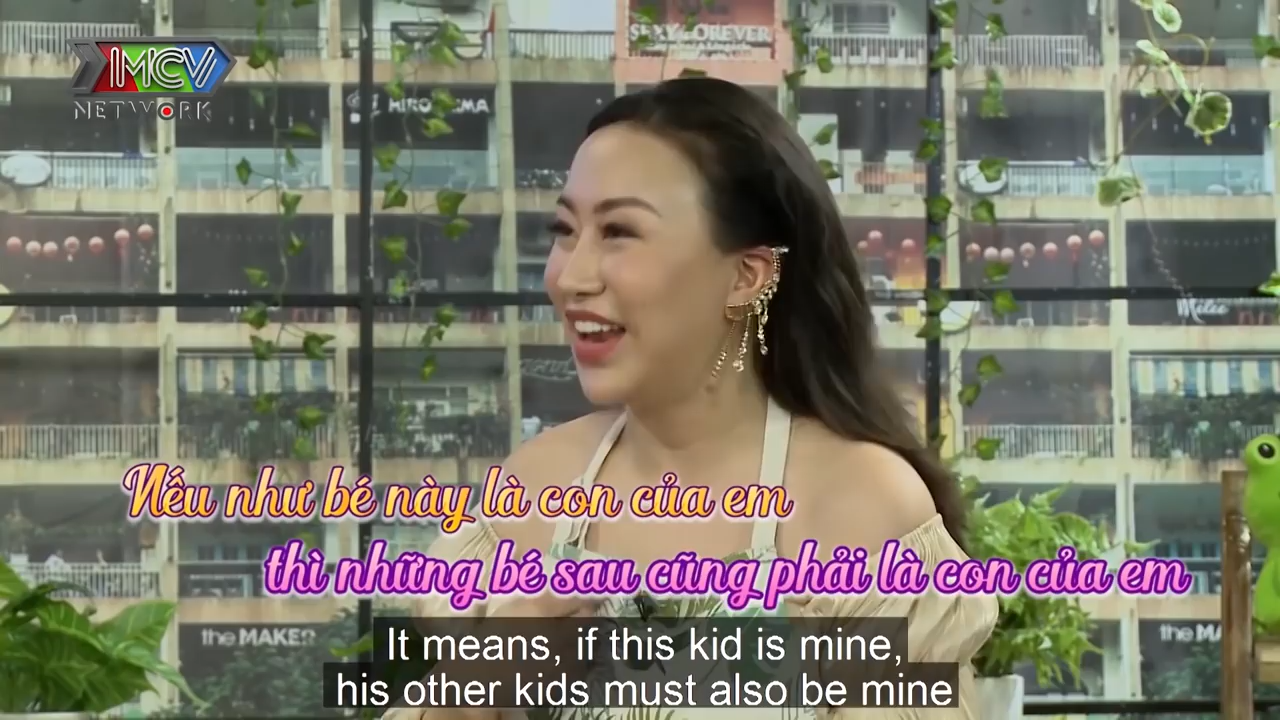 SEXY FOREVER
MCV
NETWORK
the MAKER
Nếu như bé này là con của em
thì những bé sau cũng phải là con của em
It means, if this kid is mine,
his other kids must also be mine